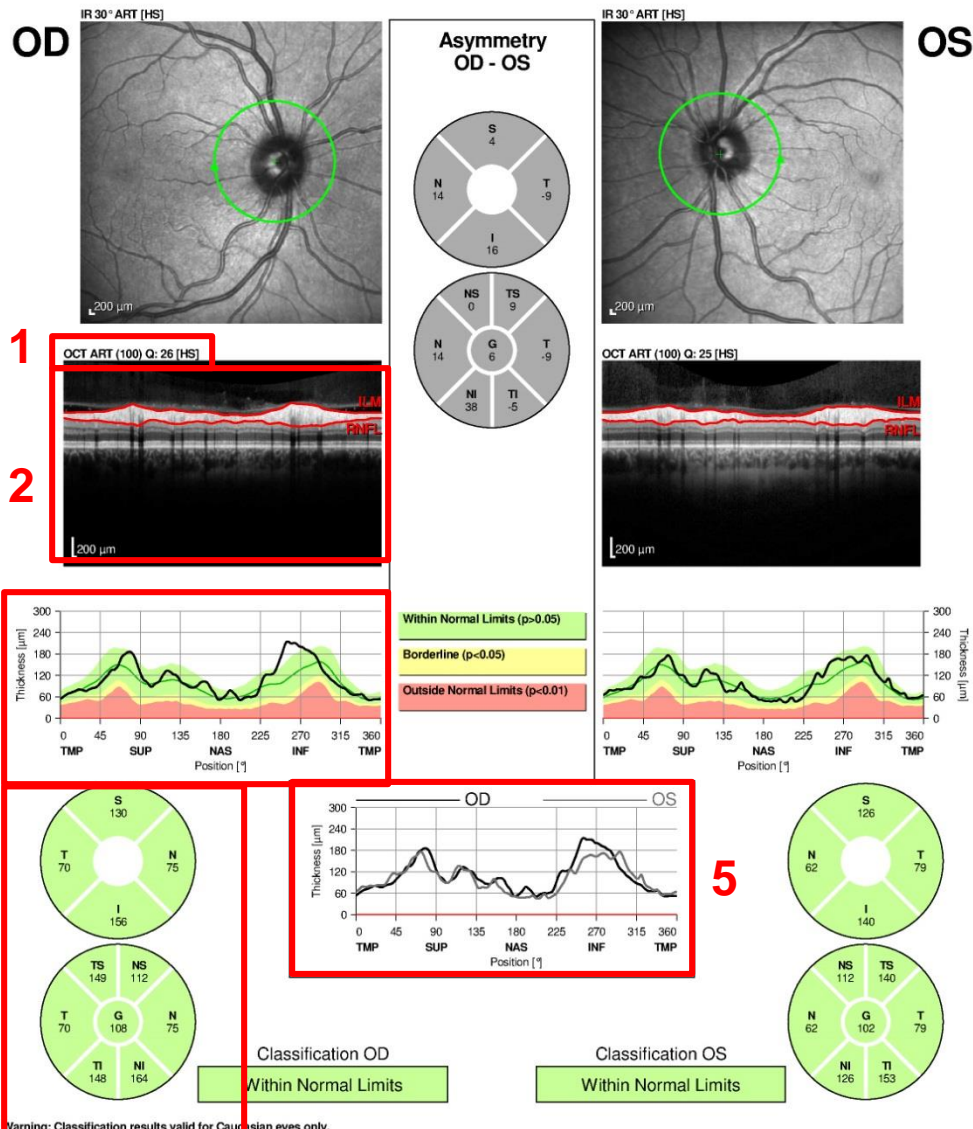 IR 30° ART [HS]
OD
200 µm
Asymmetry
OD - OS
S
4
N
14
T
-9
I
16
NS
0
TS
9
N
14
G
6
T
-9
NI
38
TI
-5
IR 30° ART [HS]
OS
200 µm
1
OCT ART (100) Q: 26 [HS]
ILM
RNFL
2
200 µm
OCT ART (100) Q: 25 [HS]
ILM
RNFL
200 µm
Thickness [µm]
300
240
180
120
60
0
0 45 90 135 180 225 270 315 360
TMP SUP NAS INF TMP
Position [°]
Within Normal Limits (p>0.05)
Borderline (p<0.05)
Outside Normal Limits (p<0.01)
300
240
180
120
60
0
Thickness [µm]
0 45 90 135 180 225 270 315 360
TMP SUP NAS INF TMP
Position [°]
S
130
T
70
N
75
I
156
TS
149
NS
112
T
70
G
108
N
75
TI
148
NI
164
OD OS
Thickness [µm]
300
240
180
120
60
0
0 45 90 135 180 225 270 315 360
TMP SUP NAS INF TMP
Position [°]
5
S
126
N
62
T
79
I
140
NS
112
TS
140
N
62
G
102
T
79
NI
126
TI
153
Classification OD
Within Normal Limits
Classification OS
Within Normal Limits
Warning: Classification results valid for Caucasian eyes only.